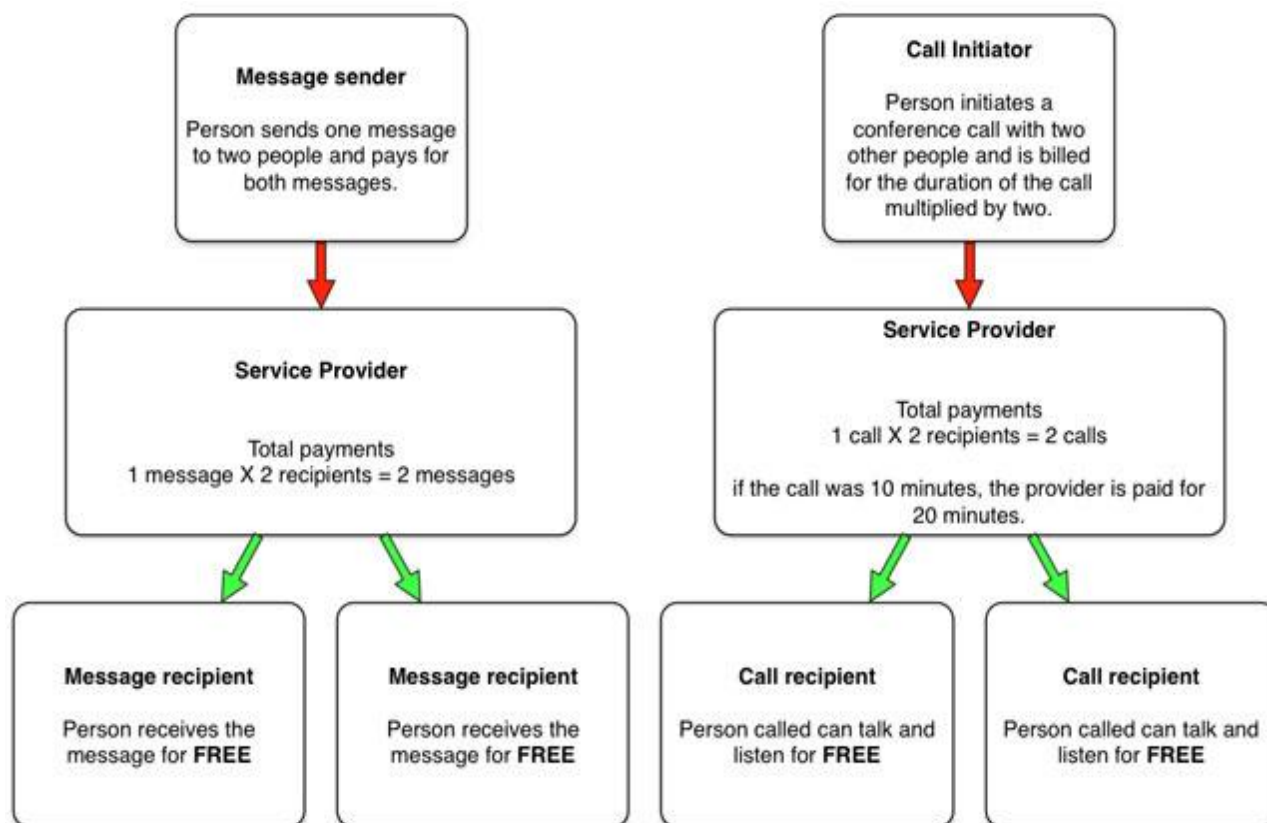 Message sender
Person sends one message
to two people and pays for
both messages.
Service Provider
Total payments
1 message X 2 recipients = 2 messages
Message recipient
Person receives the
message for FREE
Message recipient
Person receives the
message for FREE
Call Initiator
Person initiates a
conference call with two
other people and is billed
for the duration of the call
multiplied by two.
Service Provider
Total payments
1 call X 2 recipients = 2 calls
if the call was 10 minutes, the provider is paid for
20 minutes.
Call recipient
Person called can talk and
listen for FREE
Call recipient
Person called can talk and
listen for FREE